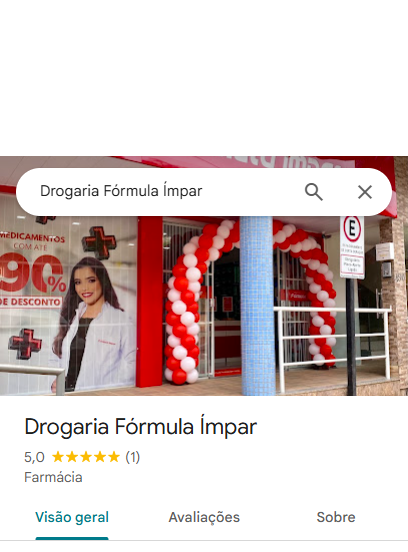 Drogaria Fórmula Ímpar
E
MEDICAMENTOS
COM ATÉ
90%
DE DESCONTO
Drogaria Fórmula Ímpar
5,0 (1)
Farmácia
Visão geral Avaliações Sobre